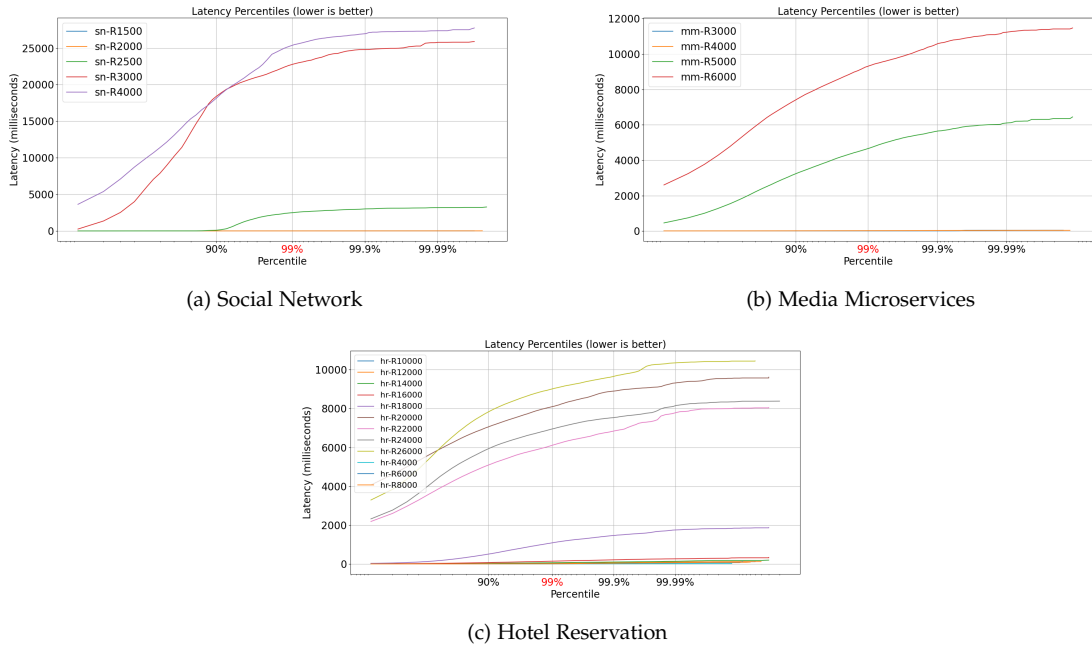 Latency Percentiles (lower is better)
sn-R1500
sn-R2000
sn-R2500
sn-R3000
sn-R4000
25000
20000
15000
10000
5000
0
Latency (milliseconds)
90%
99%
99.9%
99.99%
Percentile
(a) Social Network
Latency Percentiles (lower is better)
mm-R3000
mm-R4000
mm-R5000
mm-R6000
12000
10000
8000
6000
4000
2000
0
Latency (milliseconds)
90%
99%
99.9%
99.99%
Percentile
(b) Media Microservices
Latency Percentiles (lower is better)
hr-R10000
hr-R12000
hr-R14000
hr-R16000
hr-R18000
hr-R20000
hr-R22000
hr-R24000
hr-R26000
hr-R4000
hr-R6000
hr-R8000
10000
8000
6000
4000
2000
0
Latency (milliseconds)
90%
99%
99.9%
99.99%
Percentile
(c) Hotel Reservation